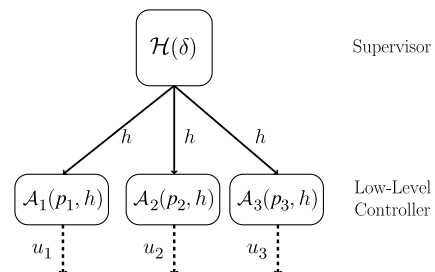 ℋ(δ)
Supervisor
h h h
𝒜₁(p₁, h) 𝒜₂(p₂, h) 𝒜₃(p₃, h)
Low-Level
Controller
u₁ u₂ u₃